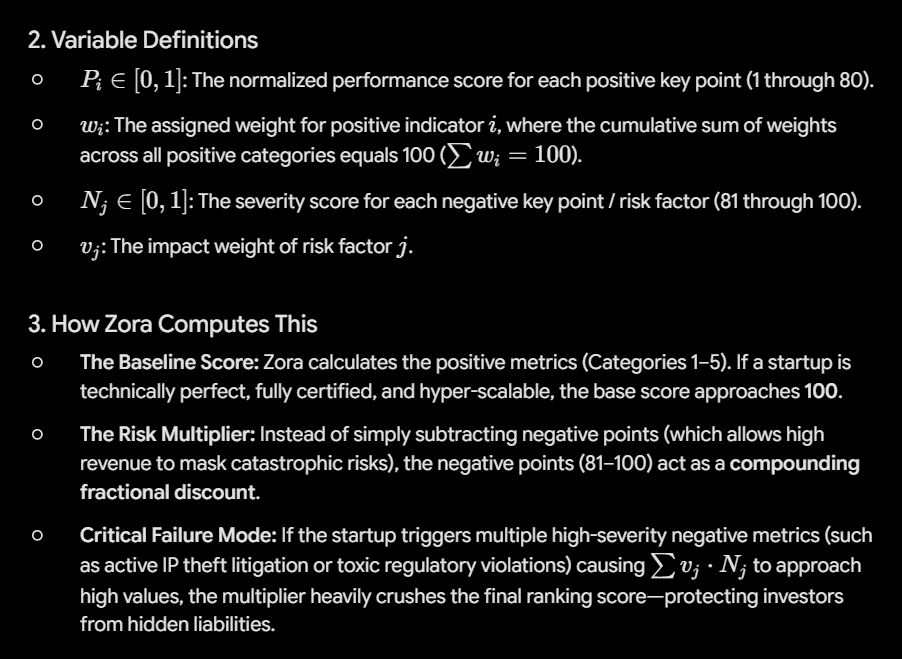 2. Variable Definitions
○ Pᵢ ∈ [0, 1]: The normalized performance score for each positive key point (1 through 80).
○ wᵢ: The assigned weight for positive indicator i, where the cumulative sum of weights
across all positive categories equals 100 (∑ wᵢ = 100).
○ Nⱼ ∈ [0, 1]: The severity score for each negative key point / risk factor (81 through 100).
○ vⱼ: The impact weight of risk factor j.
3. How Zora Computes This
○ The Baseline Score: Zora calculates the positive metrics (Categories 1–5). If a startup is
technically perfect, fully certified, and hyper-scalable, the base score approaches 100.
○ The Risk Multiplier: Instead of simply subtracting negative points (which allows high
revenue to mask catastrophic risks), the negative points (81–100) act as a compounding
fractional discount.
○ Critical Failure Mode: If the startup triggers multiple high-severity negative metrics (such
as active IP theft litigation or toxic regulatory violations) causing ∑ vⱼ · Nⱼ to approach
high values, the multiplier heavily crushes the final ranking score—protecting investors
from hidden liabilities.